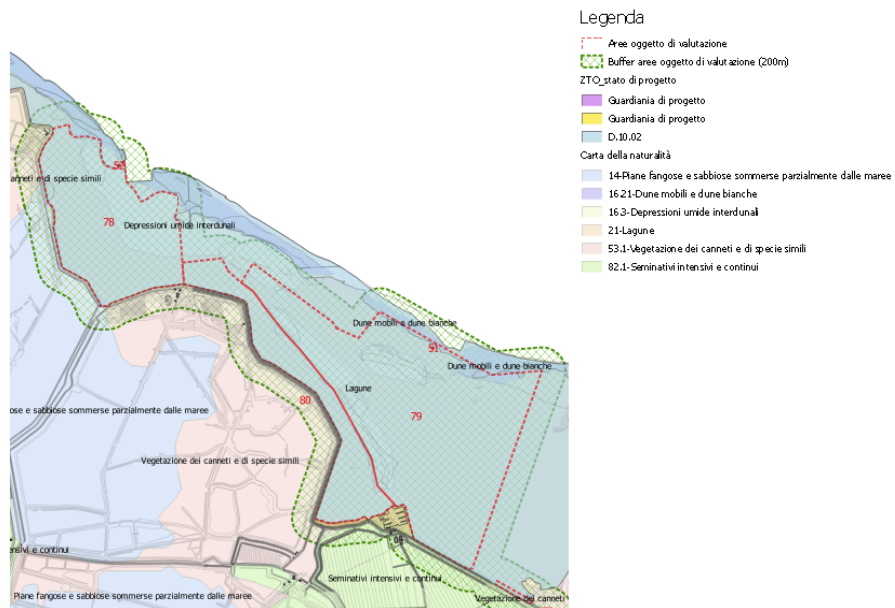 Legenda
Aree oggetto di valutazione
Buffer aree oggetto di valutazione (200m)
ZTO_stato di progetto
Guardiania di progetto
Guardiania di progetto
D.10.02
Carta della naturalità
14-Piane fangose e sabbiose sommerse parzialmente dalle maree
16.21-Dune mobili e dune bianche
16.3-Depressioni umide interdunali
21-Lagune
53.1-Vegetazione dei canneti e di specie simili
82.1-Seminativi intensivi e continui
52
canneti e di specie simili
78
Depressioni umide interdunali
Dune mobili e dune bianche
51
Dune mobili e dune bianche
Lagune
80
79
ose e sabbiose sommerse parzialmente dalle maree
Vegetazione dei canneti e di specie simili
ensivi e continui
Seminativi intensivi e continui
Piane fangose e sabbiose sommerse parzialmente dalle maree
Vegetazione dei canneti